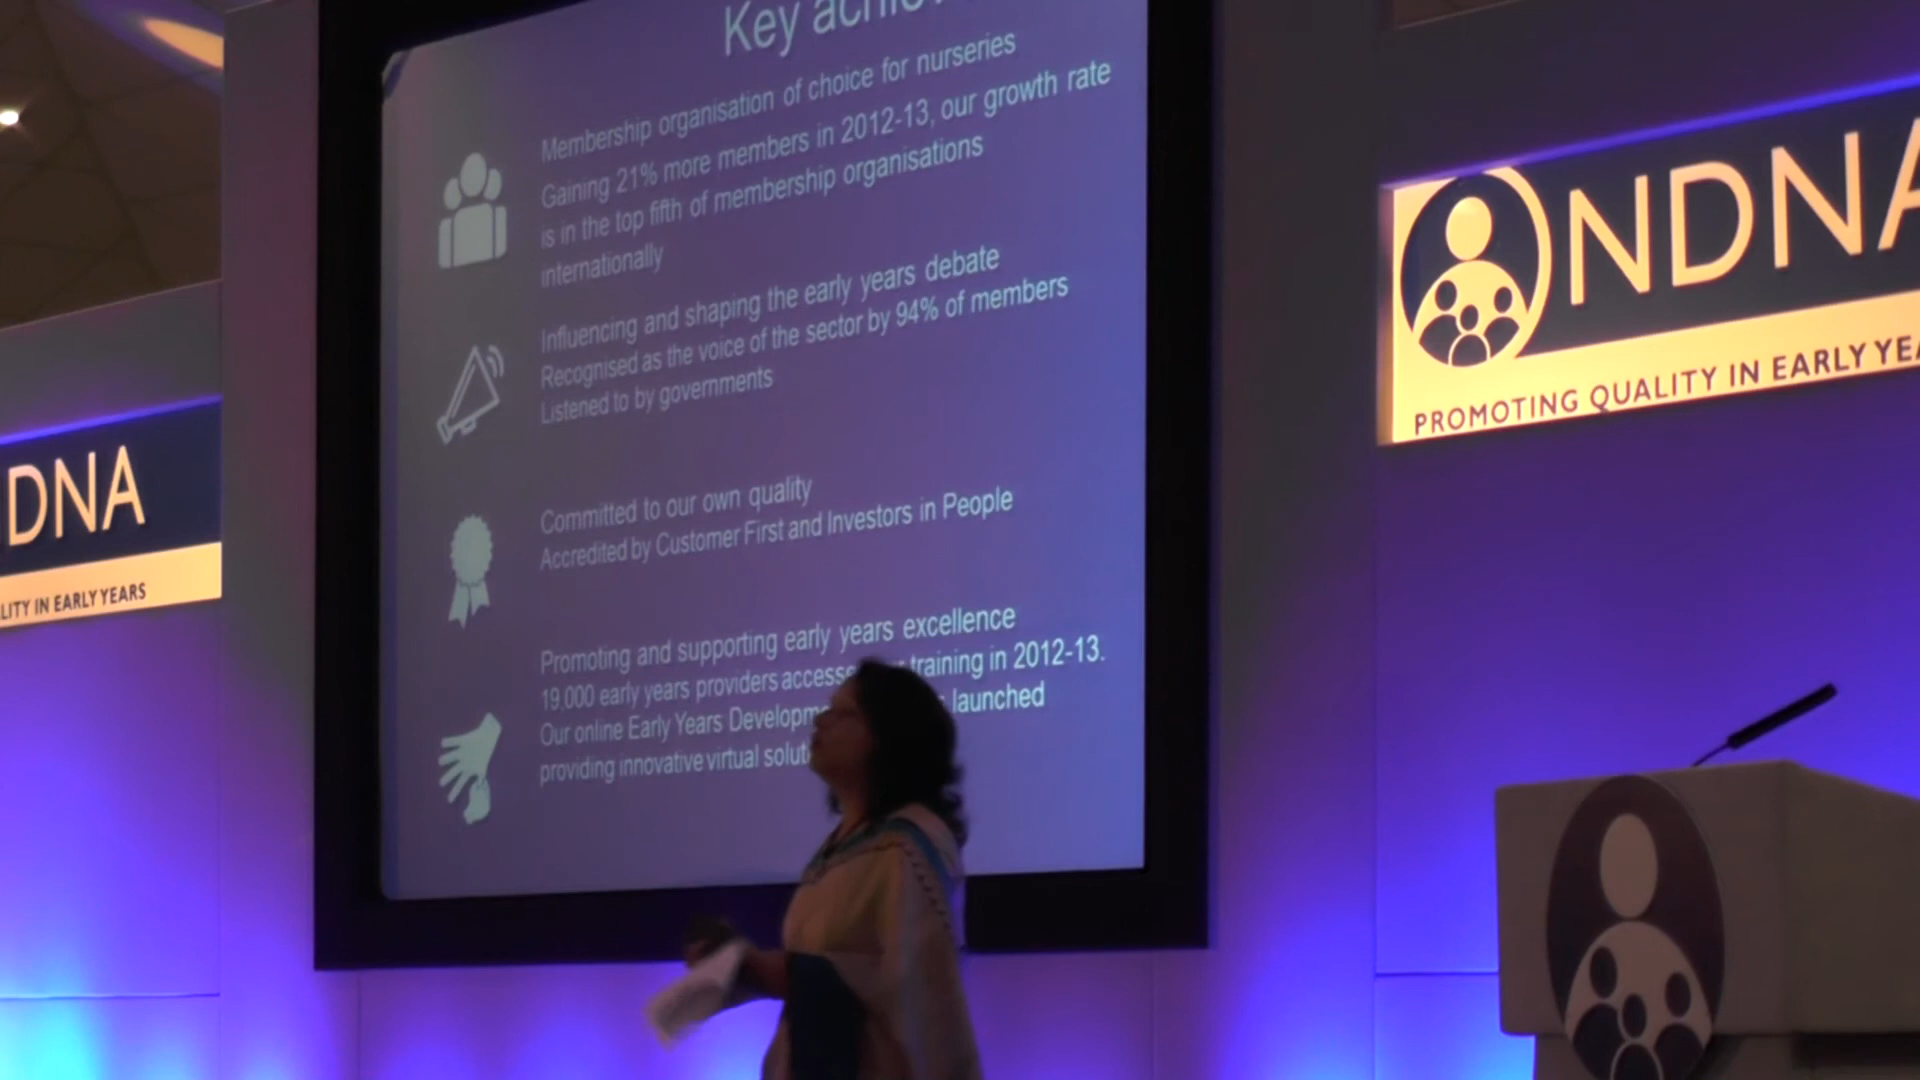 Key achie
Membership organisation of choice for nurseries
Gaining 21% more members in 2012-13, our growth rate
is in the top fifth of membership organisations
internationally
Influencing and shaping the early years debate
Recognised as the voice of the sector by 94% of members
Listened to by governments
Committed to our own quality
Accredited by Customer First and Investors in People
Promoting and supporting early years excellence
19,000 early years providers accesse training in 2012-13.
Our online Early Years Developm launched
providing innovative virtual solut
DNA
LITY IN EARLY YEARS
NDNA
PROMOTING QUALITY IN EARLY YEA